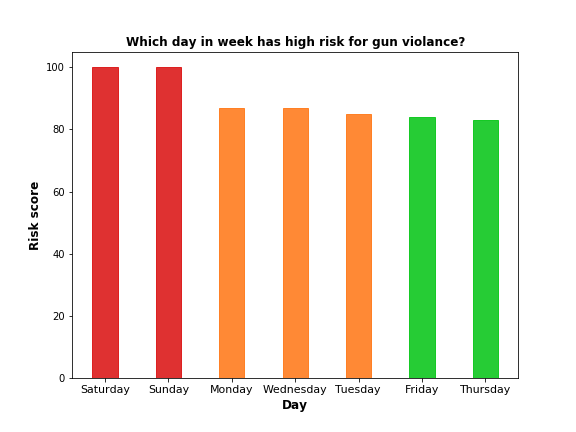 Which day in week has high risk for gun violance?
100
80
60
40
20
0
Risk score
Saturday Sunday Monday Wednesday Tuesday Friday Thursday
Day